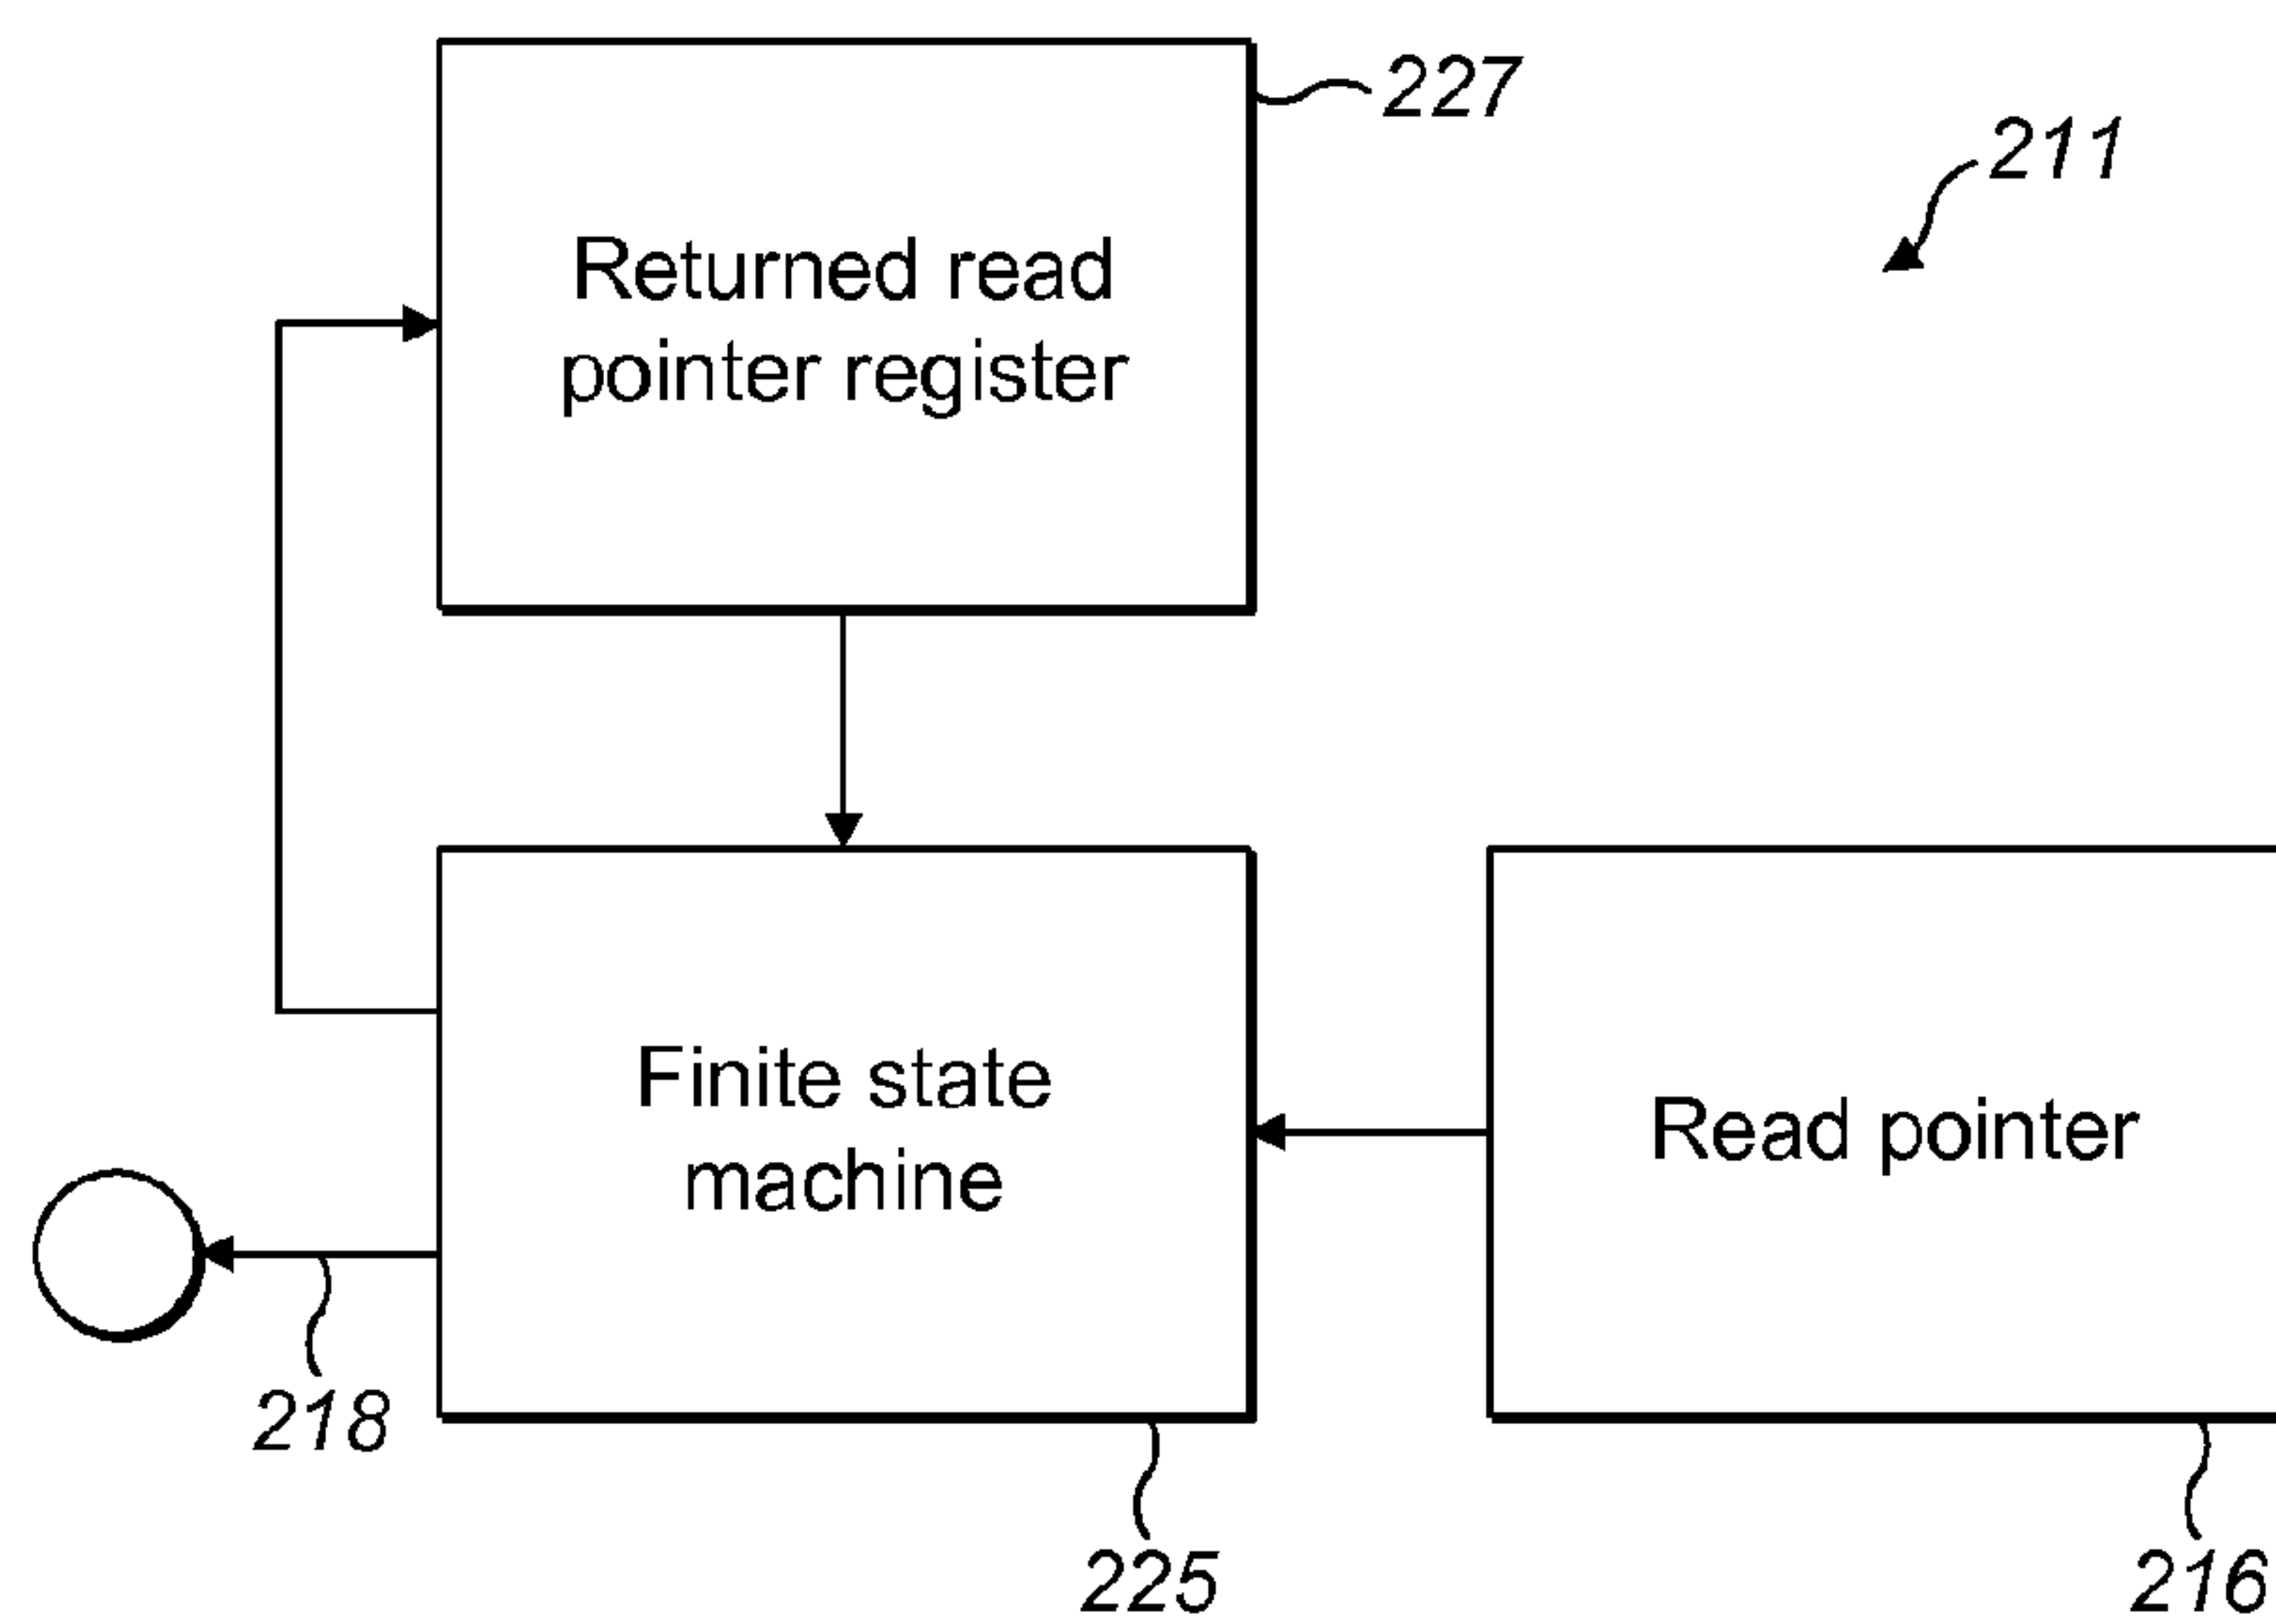 227
211
Returned read
pointer register
Finite state
machine
Read pointer
218
225
216